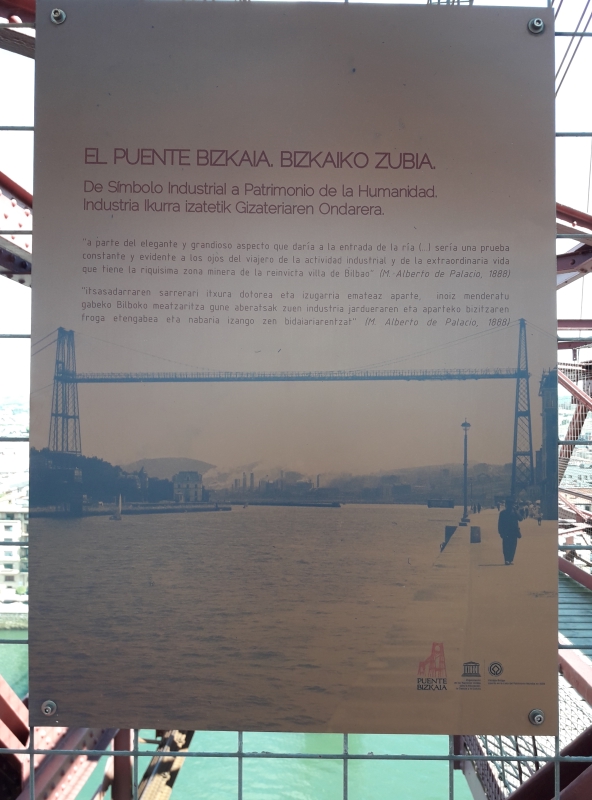 EL PUENTE BIZKAIA. BIZKAIKO ZUBIA.
De Símbolo Industrial a Patrimonio de la Humanidad.
Industria Ikurra izatetik Gizateriaren Ondarera.
"a parte del elegante y grandioso aspecto que daría a la entrada de la ría (...) sería una prueba
constante y evidente a los ojos del viajero de la actividad industrial y de la extraordinaria vida
que tiene la riquísima zona minera de la reinvicta villa de Bilbao" (M. Alberto de Palacio, 1888)
"itsasadarraren sarrerari itxura dotorea eta izugarria emateaz aparte, inoiz menderatu
gabeko Bilboko meatzaritza gune aberatsak zuen industria jardueraren eta aparteko bizitzaren
froga etengabea eta nabaria izango zen bidaiariarentzat" (M. Alberto de Palacio, 1888)
PUENTE
BIZKAIA